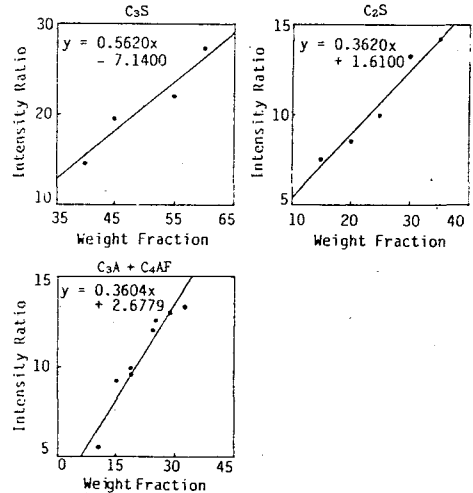 C₃S
30
20
10
y = 0.5620x
- 7.1400
35 45 55 65
Intensity Ratio
Weight Fraction
C₂S
15
10
5
y = 0.3620x
+ 1.6100
10 20 30 40
Intensity Ratio
Weight Fraction
C₃A + C₄AF
15
10
5
y = 0.3604x
+ 2.6779
0 15 30 45
Intensity Ratio
Weight Fraction